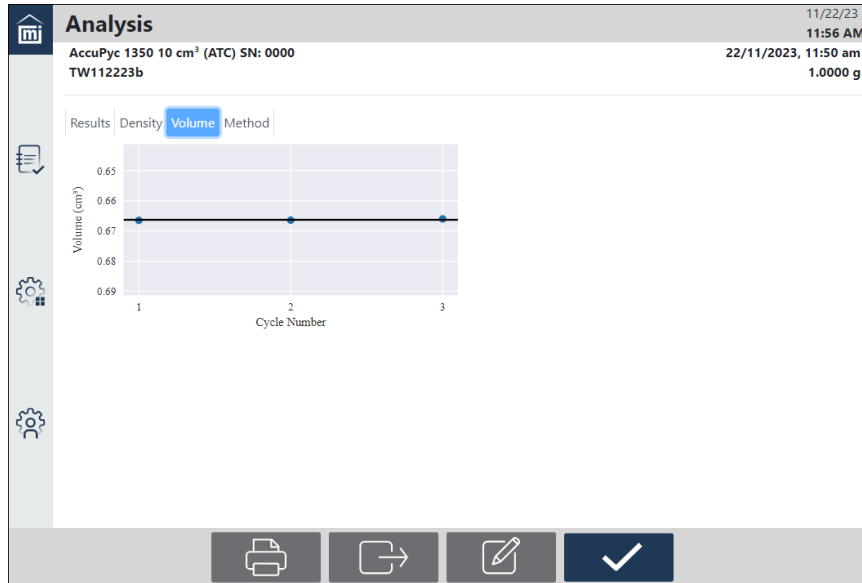 mi
Analysis
11/22/23
11:56 AM
AccuPyc 1350 10 cm³ (ATC) SN: 0000
22/11/2023, 11:50 am
TW112223b
1.0000 g
Results Density Volume Method
0.65
0.66
0.67
0.68
0.69
Volume (cm³)
1 2 3
Cycle Number